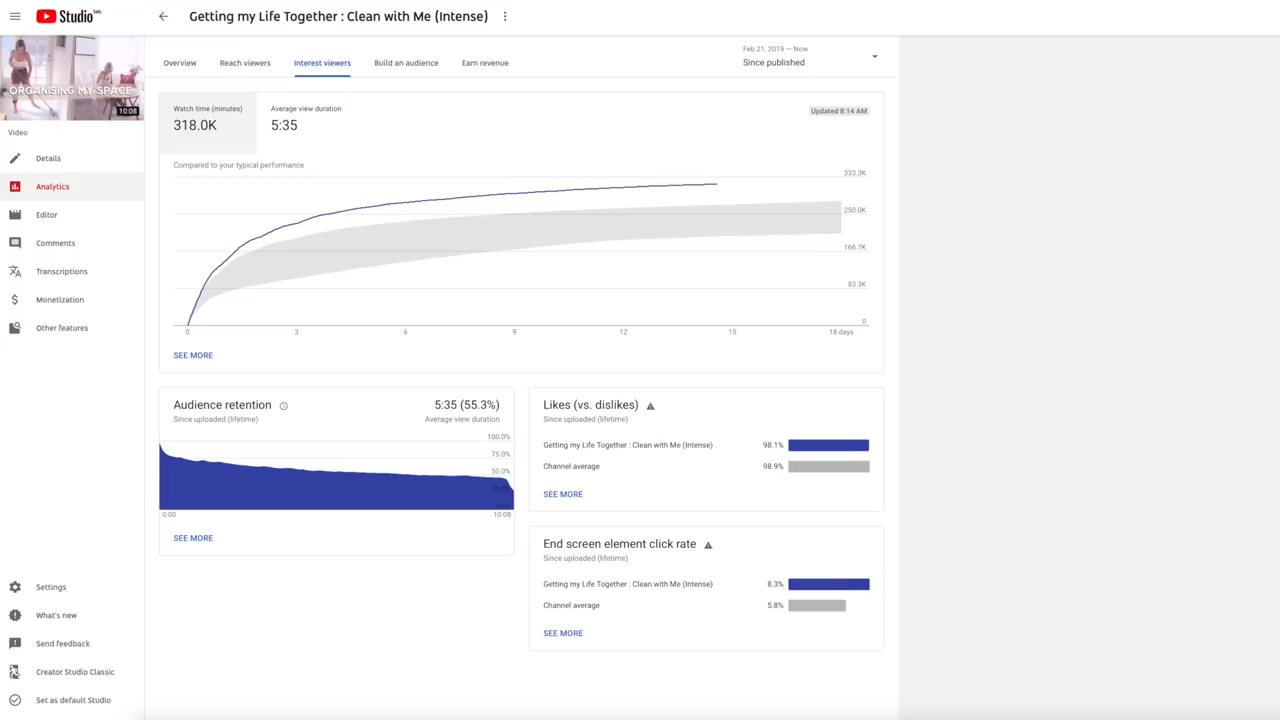 Studio beta
Getting my Life Together : Clean with Me (Intense)
ORGANISING MY SPACE
10:08
Video
Details
Analytics
Editor
Comments
Transcriptions
Monetization
Other features
Settings
What's new
Send feedback
Creator Studio Classic
Set as default Studio
Overview
Reach viewers
Interest viewers
Build an audience
Earn revenue
Feb 21, 2019 – Now
Since published
Watch time (minutes)
318.0K
Average view duration
5:35
Updated 8:14 AM
Compared to your typical performance
333.3K
250.0K
166.7K
83.3K
0
0 3 6 9 12 15 18 days
SEE MORE
Audience retention
5:35 (55.3%)
Since uploaded (lifetime)
Average view duration
100.0%
75.0%
50.0%
25.0%
0:00 10:08
SEE MORE
Likes (vs. dislikes)
Since uploaded (lifetime)
Getting my Life Together : Clean with Me (Intense) 98.1%
Channel average 98.9%
SEE MORE
End screen element click rate
Since uploaded (lifetime)
Getting my Life Together : Clean with Me (Intense) 8.3%
Channel average 5.8%
SEE MORE